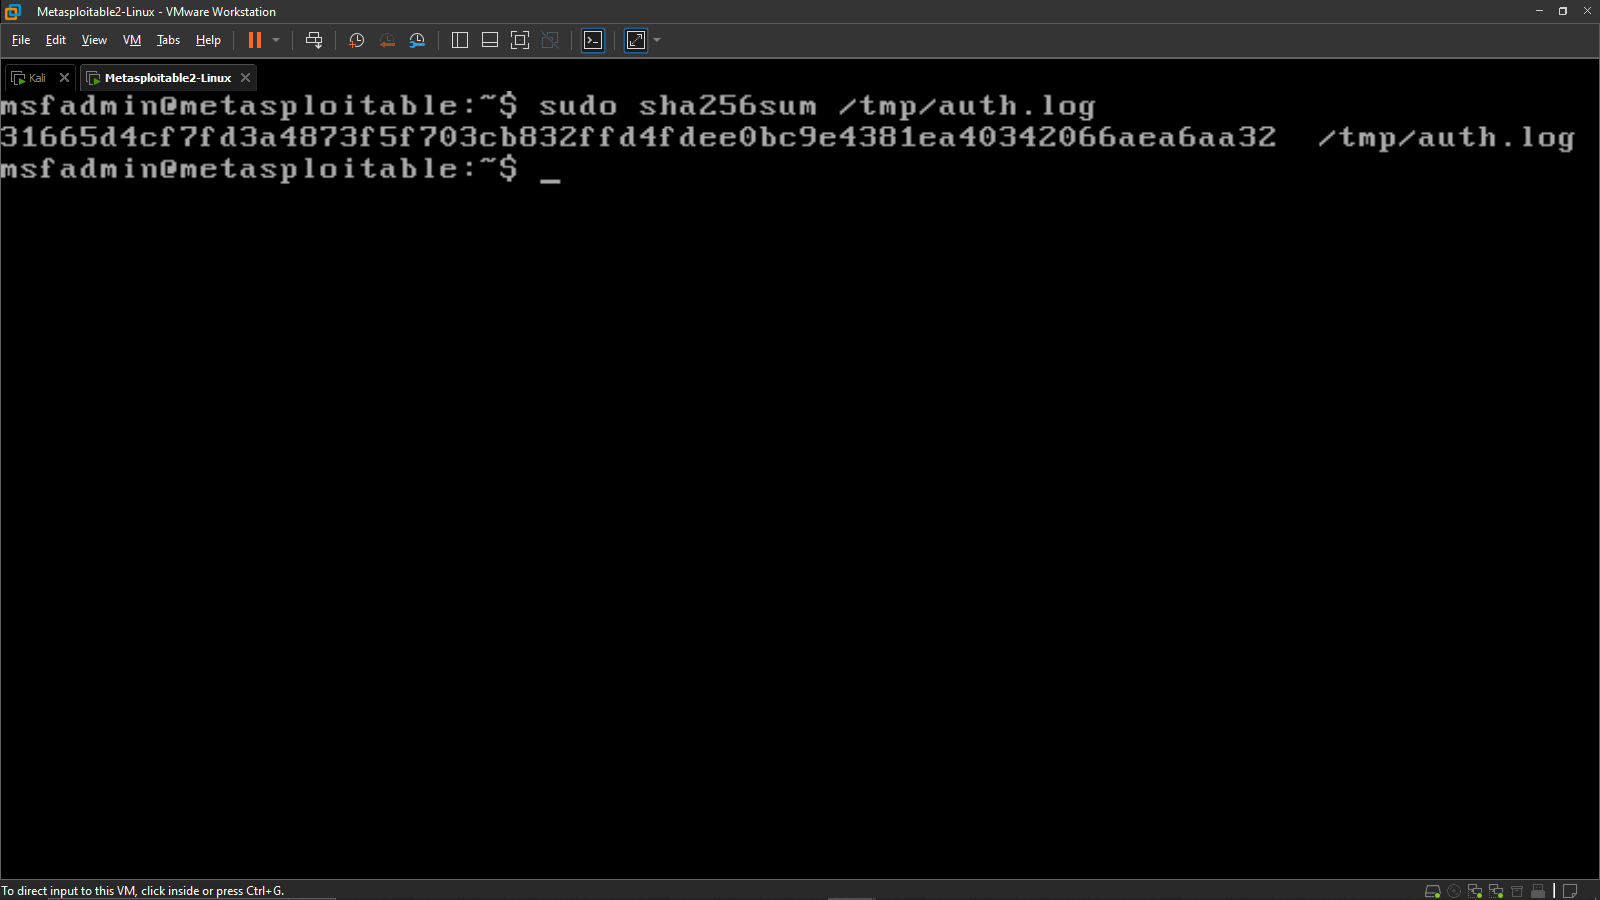 Metasploitable2-Linux - VMware Workstation
File Edit View VM Tabs Help
Kali Metasploitable2-Linux
msfadmin@metasploitable:~$ sudo sha256sum /tmp/auth.log
31665d4cf7fd3a4873f5f703cb832ffd4fdee0bc9e4381ea40342066aea6aa32  /tmp/auth.log
msfadmin@metasploitable:~$ _
To direct input to this VM, click inside or press Ctrl+G.